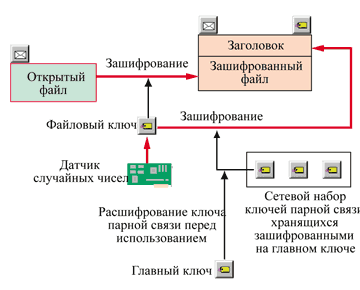 Заголовок
Зашифрование
Открытый
файл
Зашифрованный
файл
Зашифрование
Файловый ключ
Датчик
случайных чисел
Расшифрование ключа
парной связи перед
использованием
Сетевой набор
ключей парной связи
хранящихся
зашифрованными
на главном ключе
Главный ключ